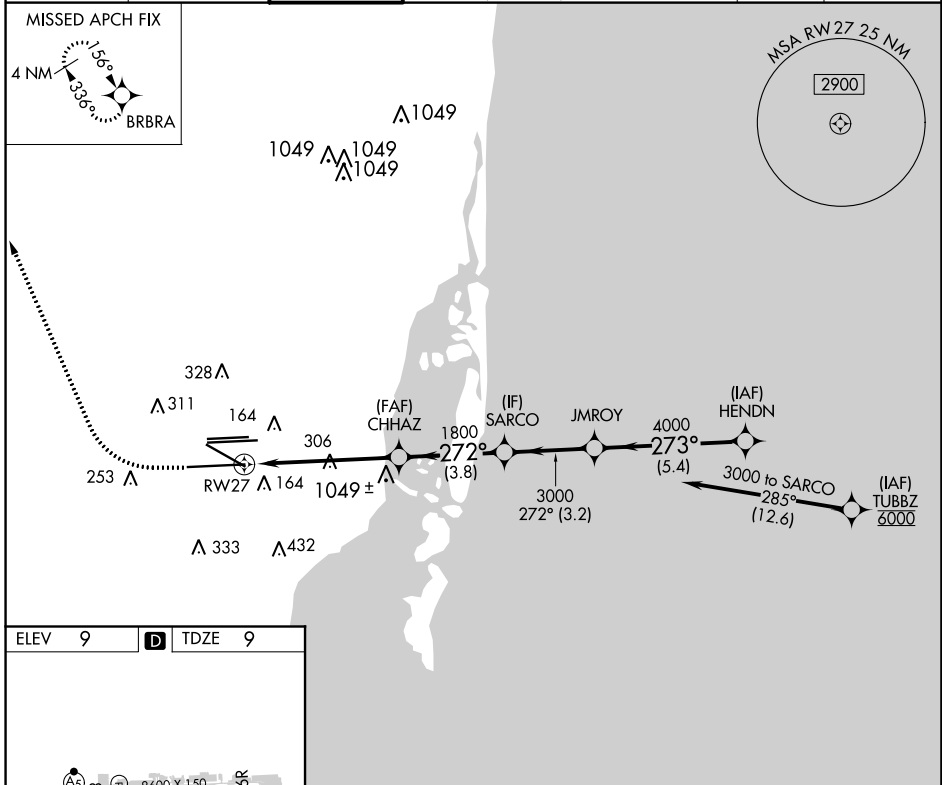 MISSED APCH FIX
4 NM
156°
336°
BRBRA
MSA RW27 25 NM
2900
1049
1049
1049
1049
328
311
164
306
253
RW27
164
1049 ±
333
432
(FAF)
CHHAZ
1800
272°
(3.8)
(IF)
SARCO
3000
272° (3.2)
JMROY
4000
273°
(5.4)
(IAF)
HENDN
3000 to SARCO
285°
(12.6)
(IAF)
TUBBZ
6000
ELEV 9 D TDZE 9
A5
8600 X 150